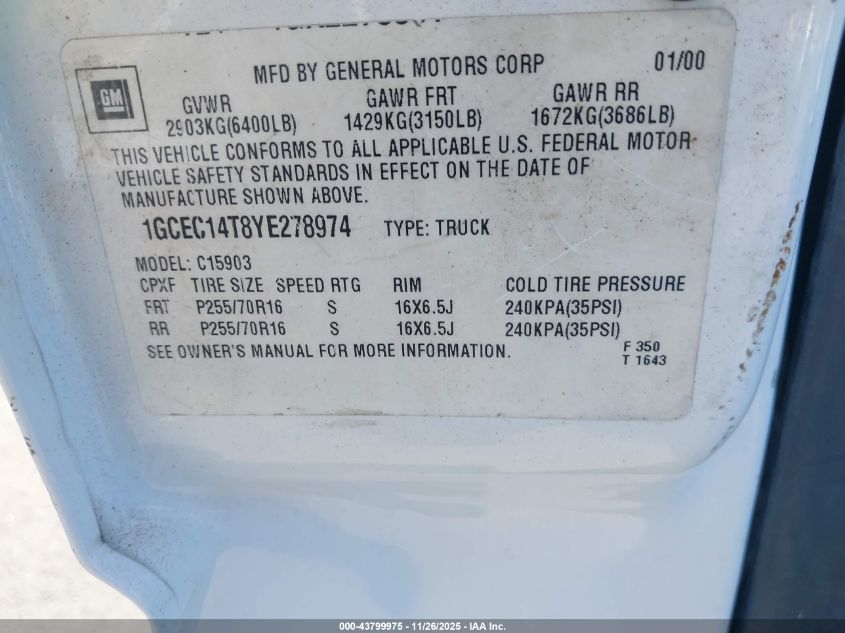 MFD BY GENERAL MOTORS CORP 01/00
GM
GVWR GAWR FRT GAWR RR
2903KG(6400LB) 1429KG(3150LB) 1672KG(3686LB)
THIS VEHICLE CONFORMS TO ALL APPLICABLE U.S. FEDERAL MOTOR
VEHICLE SAFETY STANDARDS IN EFFECT ON THE DATE OF
MANUFACTURE SHOWN ABOVE.
1GCEC14T8YE278974 TYPE: TRUCK
MODEL: C15903
CPXF TIRE SIZE SPEED RTG RIM COLD TIRE PRESSURE
FRT P255/70R16 S 16X6.5J 240KPA(35PSI)
RR P255/70R16 S 16X6.5J 240KPA(35PSI)
SEE OWNER'S MANUAL FOR MORE INFORMATION.
F 350
T 1643
000-43799975 - 11/26/2025 - IAA Inc.